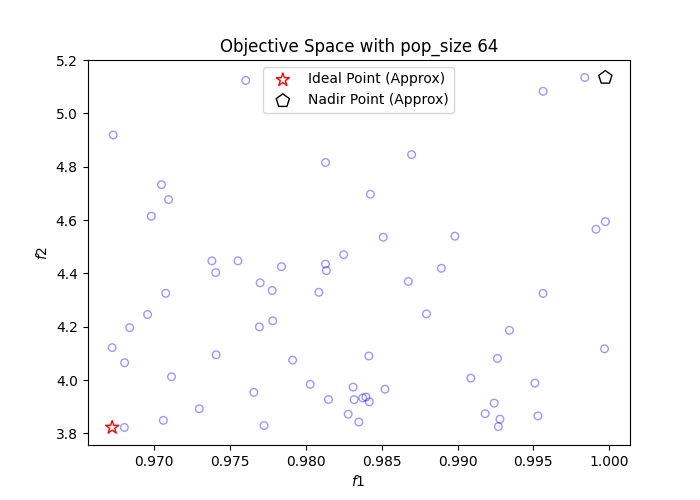 Objective Space with pop_size 64
Ideal Point (Approx)
Nadir Point (Approx)
f2
5.2
5.0
4.8
4.6
4.4
4.2
4.0
3.8
0.970 0.975 0.980 0.985 0.990 0.995 1.000
f1